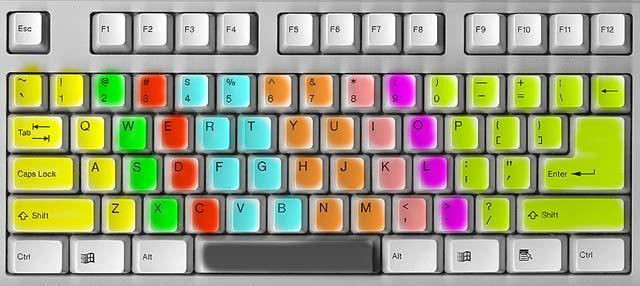 Esc F1 F2 F3 F4 F5 F6 F7 F8 F9 F10 F11 F12
~ ! @ # $ % ^ & * ( ) — + |
` 1 2 3 4 5 6 7 8 9 0 - = \ ←
Tab Q W E R T Y U I O P { }
[ ]
Caps Lock A S D F G H J K L : " Enter
; '
Shift Z X C V B N M < > ? Shift
, . /
Ctrl Alt Alt Ctrl